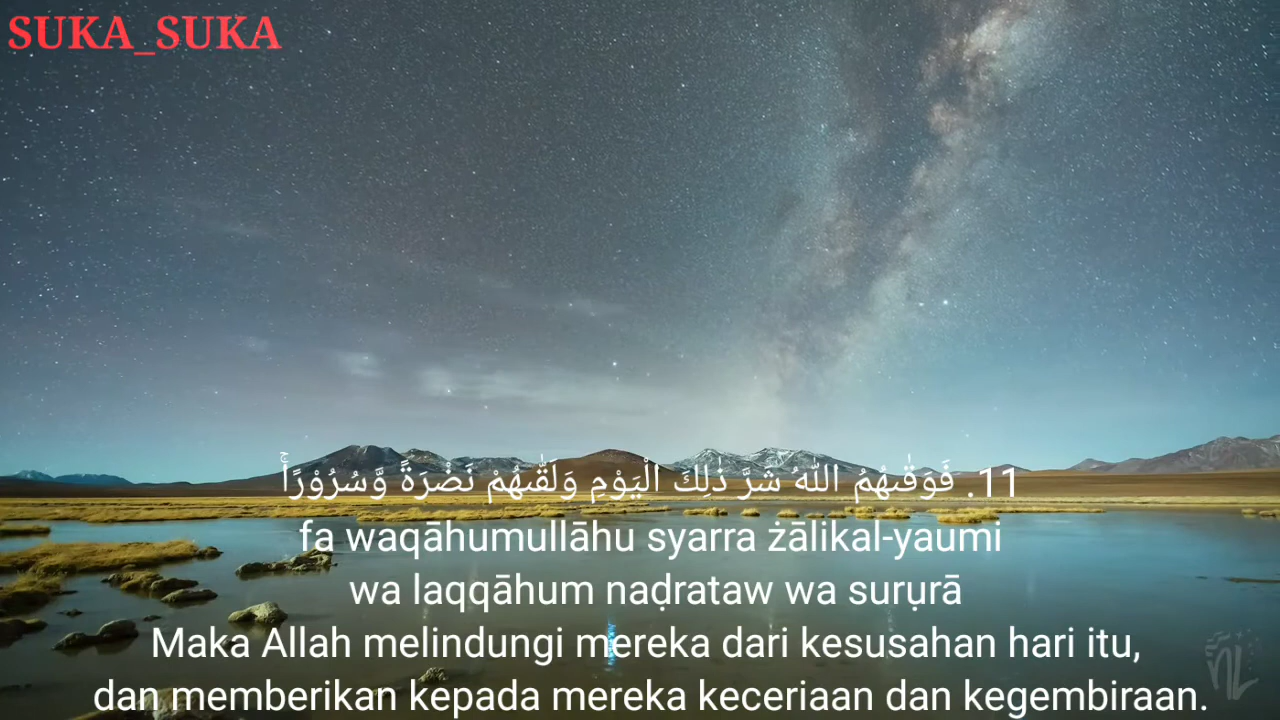 SUKA_SUKA
11. فَوَقٰىهُمُ اللّٰهُ شَرَّ ذٰلِكَ الْيَوْمِ وَلَقّٰىهُمْ نَضْرَةً وَّسُرُوْرًاۚ
fa waqāhumullāhu syarra żālikal-yaumi
wa laqqāhum naḍrataw wa surụrā
Maka Allah melindungi mereka dari kesusahan hari itu,
dan memberikan kepada mereka keceriaan dan kegembiraan.